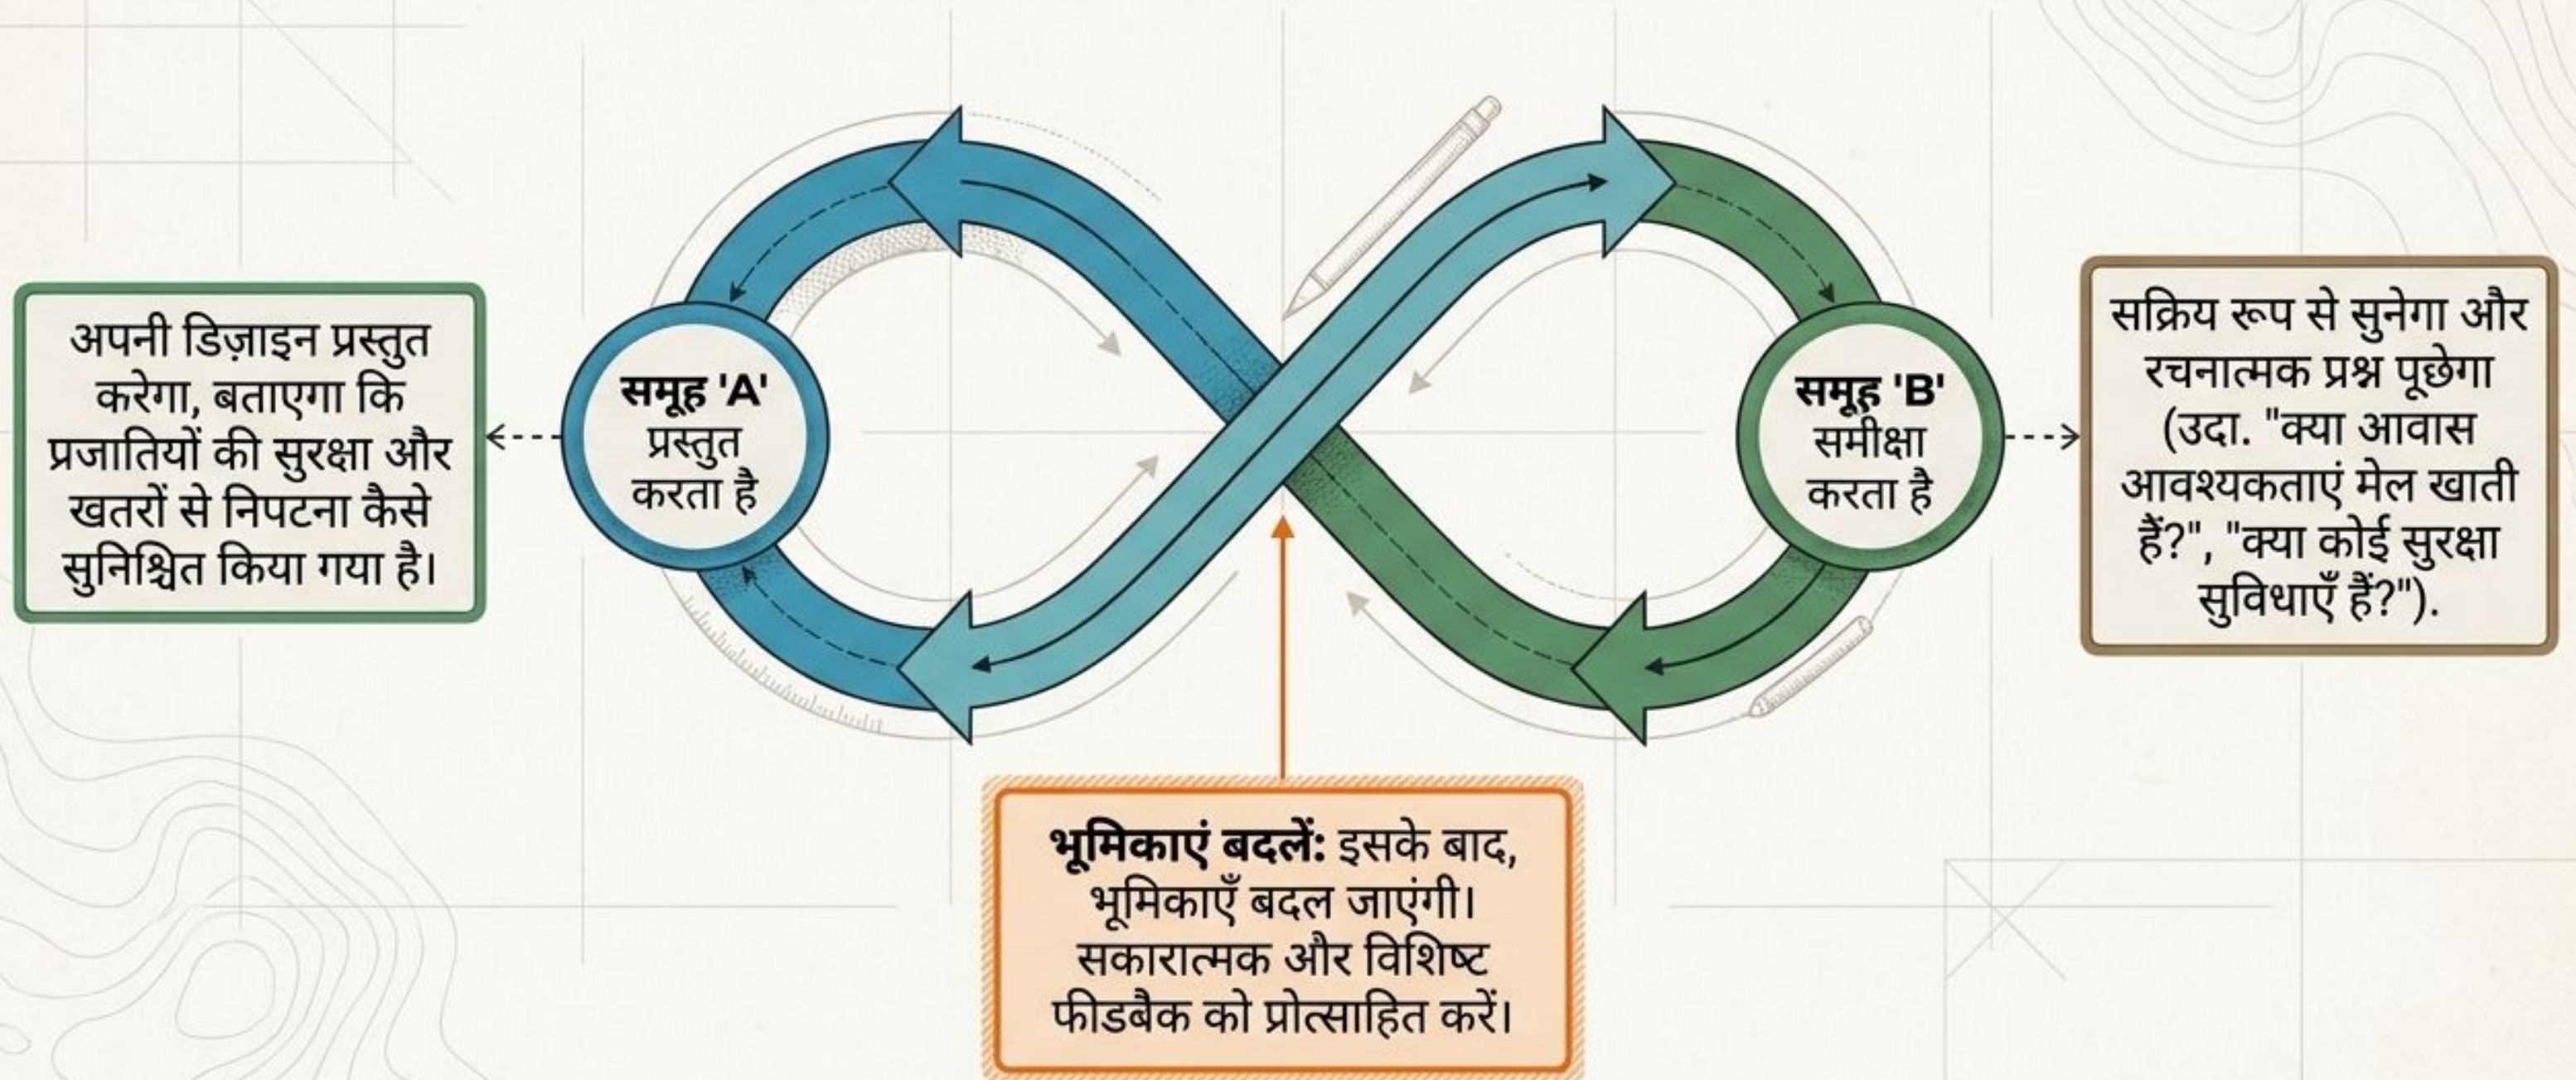 अपनी डिज़ाइन प्रस्तुत
करेगा, बताएगा कि
प्रजातियों की सुरक्षा और
खतरों से निपटना कैसे
सुनिश्चित किया गया है।
समूह 'A'
प्रस्तुत
करता है
समूह 'B'
समीक्षा
करता है
सक्रिय रूप से सुनेगा और
रचनात्मक प्रश्न पूछेगा
(उदा. "क्या आवास
आवश्यकताएं मेल खाती
हैं?", "क्या कोई सुरक्षा
सुविधाएँ हैं?").
भूमिकाएं बदलें: इसके बाद,
भूमिकाएँ बदल जाएंगी।
सकारात्मक और विशिष्ट
फीडबैक को प्रोत्साहित करें।